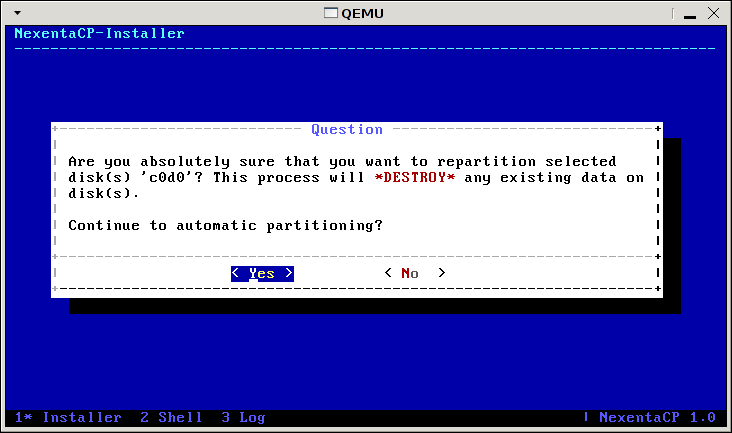 QEMU
NexentaCP-Installer
Question
Are you absolutely sure that you want to repartition selected
disk(s) 'c0d0'? This process will *DESTROY* any existing data on
disk(s).
Continue to automatic partitioning?
< Yes > < No >
1* Installer 2 Shell 3 Log | NexentaCP 1.0